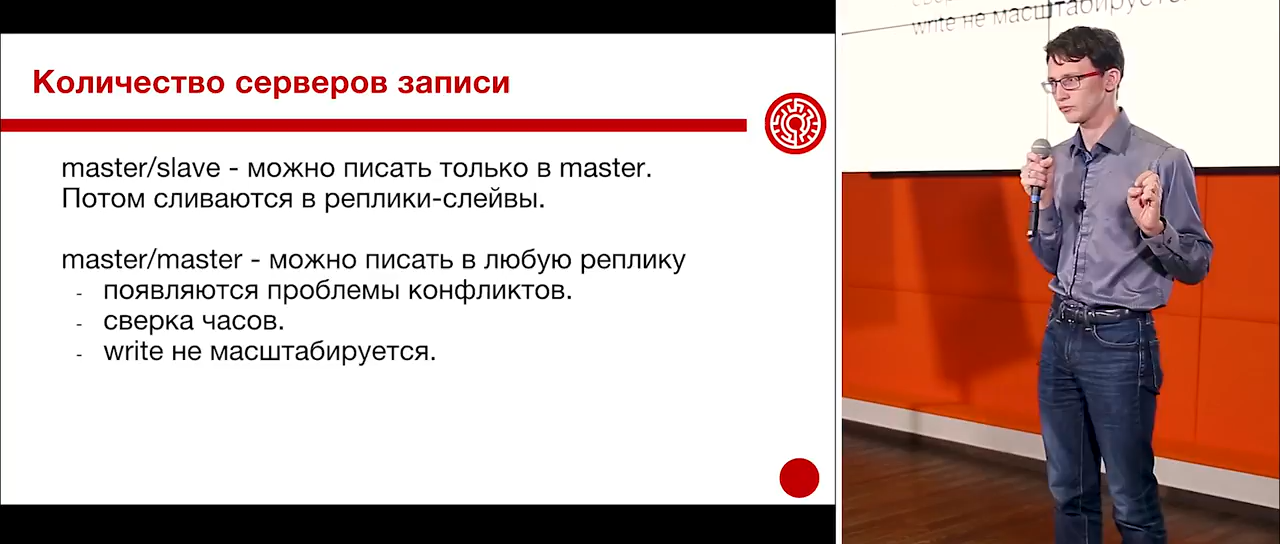 Количество серверов записи
master/slave - можно писать только в master.
Потом сливаются в реплики-слейвы.
master/master - можно писать в любую реплику
- появляются проблемы конфликтов.
- сверка часов.
- write не масштабируется.
write не масштабируется.